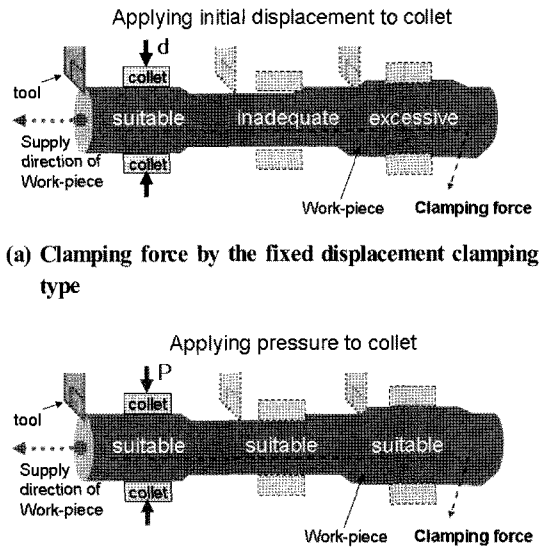 Applying initial displacement to collet
d
collet
tool
suitable
inadequate
excessive
collet
Supply
direction of
Work-piece
Work-piece
Clamping force
(a) Clamping force by the fixed displacement clamping
type
Applying pressure to collet
P
collet
tool
suitable
suitable
suitable
collet
Supply
direction of
Work-piece
Work-piece
Clamping force